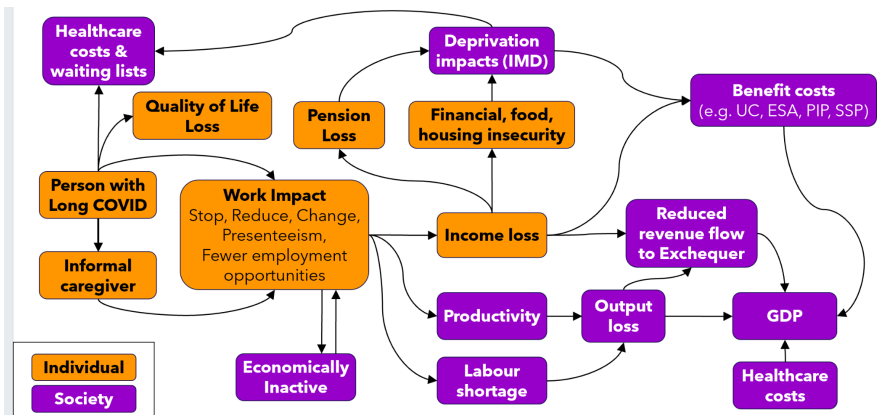 Healthcare
costs &
waiting lists
Deprivation
impacts (IMD)
Benefit costs
(e.g. UC, ESA, PIP, SSP)
Quality of Life
Loss
Pension
Loss
Financial, food,
housing insecurity
Person with
Long COVID
Work Impact
Stop, Reduce, Change,
Presenteeism,
Fewer employment
opportunities
Income loss
Reduced
revenue flow
to Exchequer
Informal
caregiver
Productivity
Output
loss
GDP
Economically
Inactive
Labour
shortage
Healthcare
costs
Individual
Society